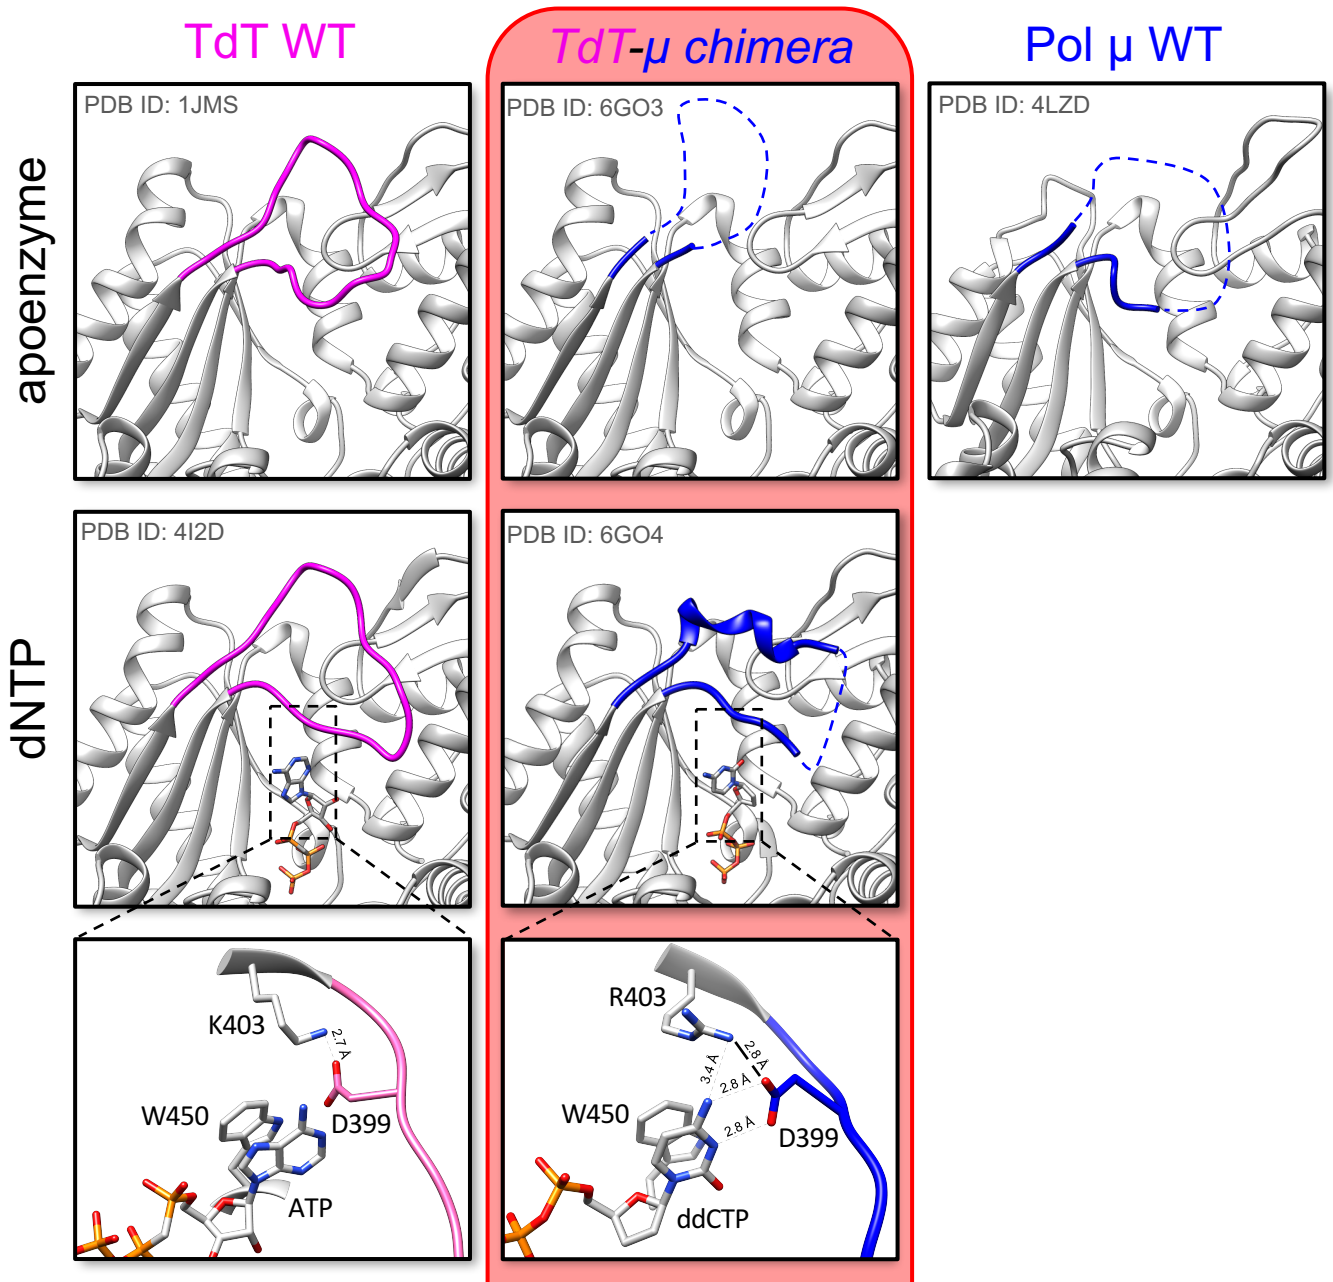 TdT WT
TdT-μ chimera
Pol μ WT
apoenzyme
PDB ID: 1JMS
PDB ID: 6GO3
PDB ID: 4LZD
dNTP
PDB ID: 4I2D
PDB ID: 6GO4
K403
2.7 Å
W450
D399
ATP
R403
2.8 Å
3.4 Å
2.8 Å
W450
2.8 Å
D399
ddCTP